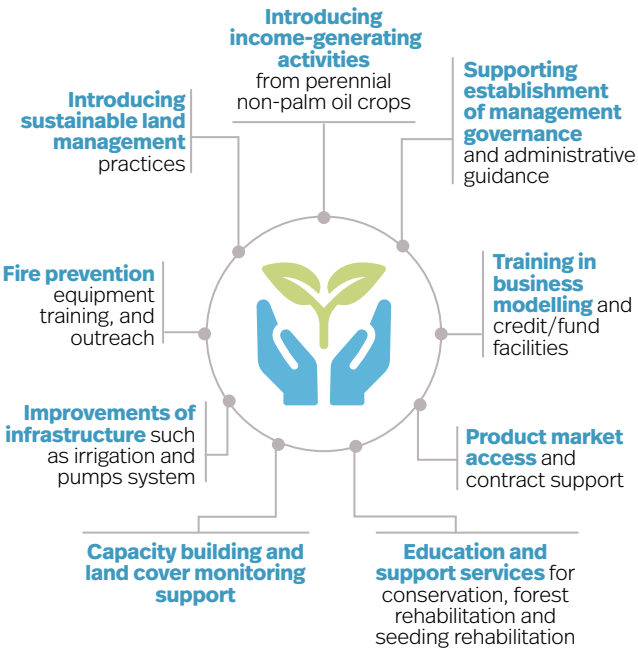 Introducing
income-generating
activities
from perennial
non-palm oil crops
Supporting
establishment
of management
governance
and administrative
guidance
Training in
business
modelling and
credit/fund
facilities
Product market
access and
contract support
Education and
support services for
conservation, forest
rehabilitation and
seeding rehabilitation
Capacity building and
land cover monitoring
support
Improvements of
infrastructure such
as irrigation and
pumps system
Fire prevention
equipment
training, and
outreach
Introducing
sustainable land
management
practices